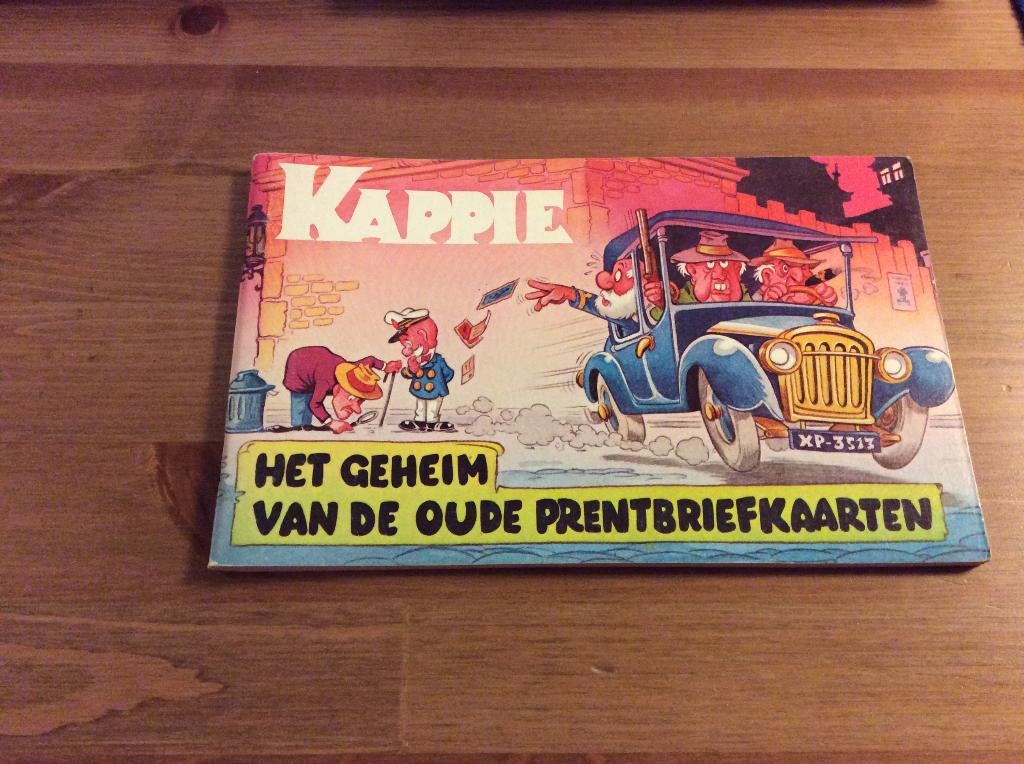 KAPPIE
HET GEHEIM
VAN DE OUDE PRENTBRIEFKAARTEN
XP-3513